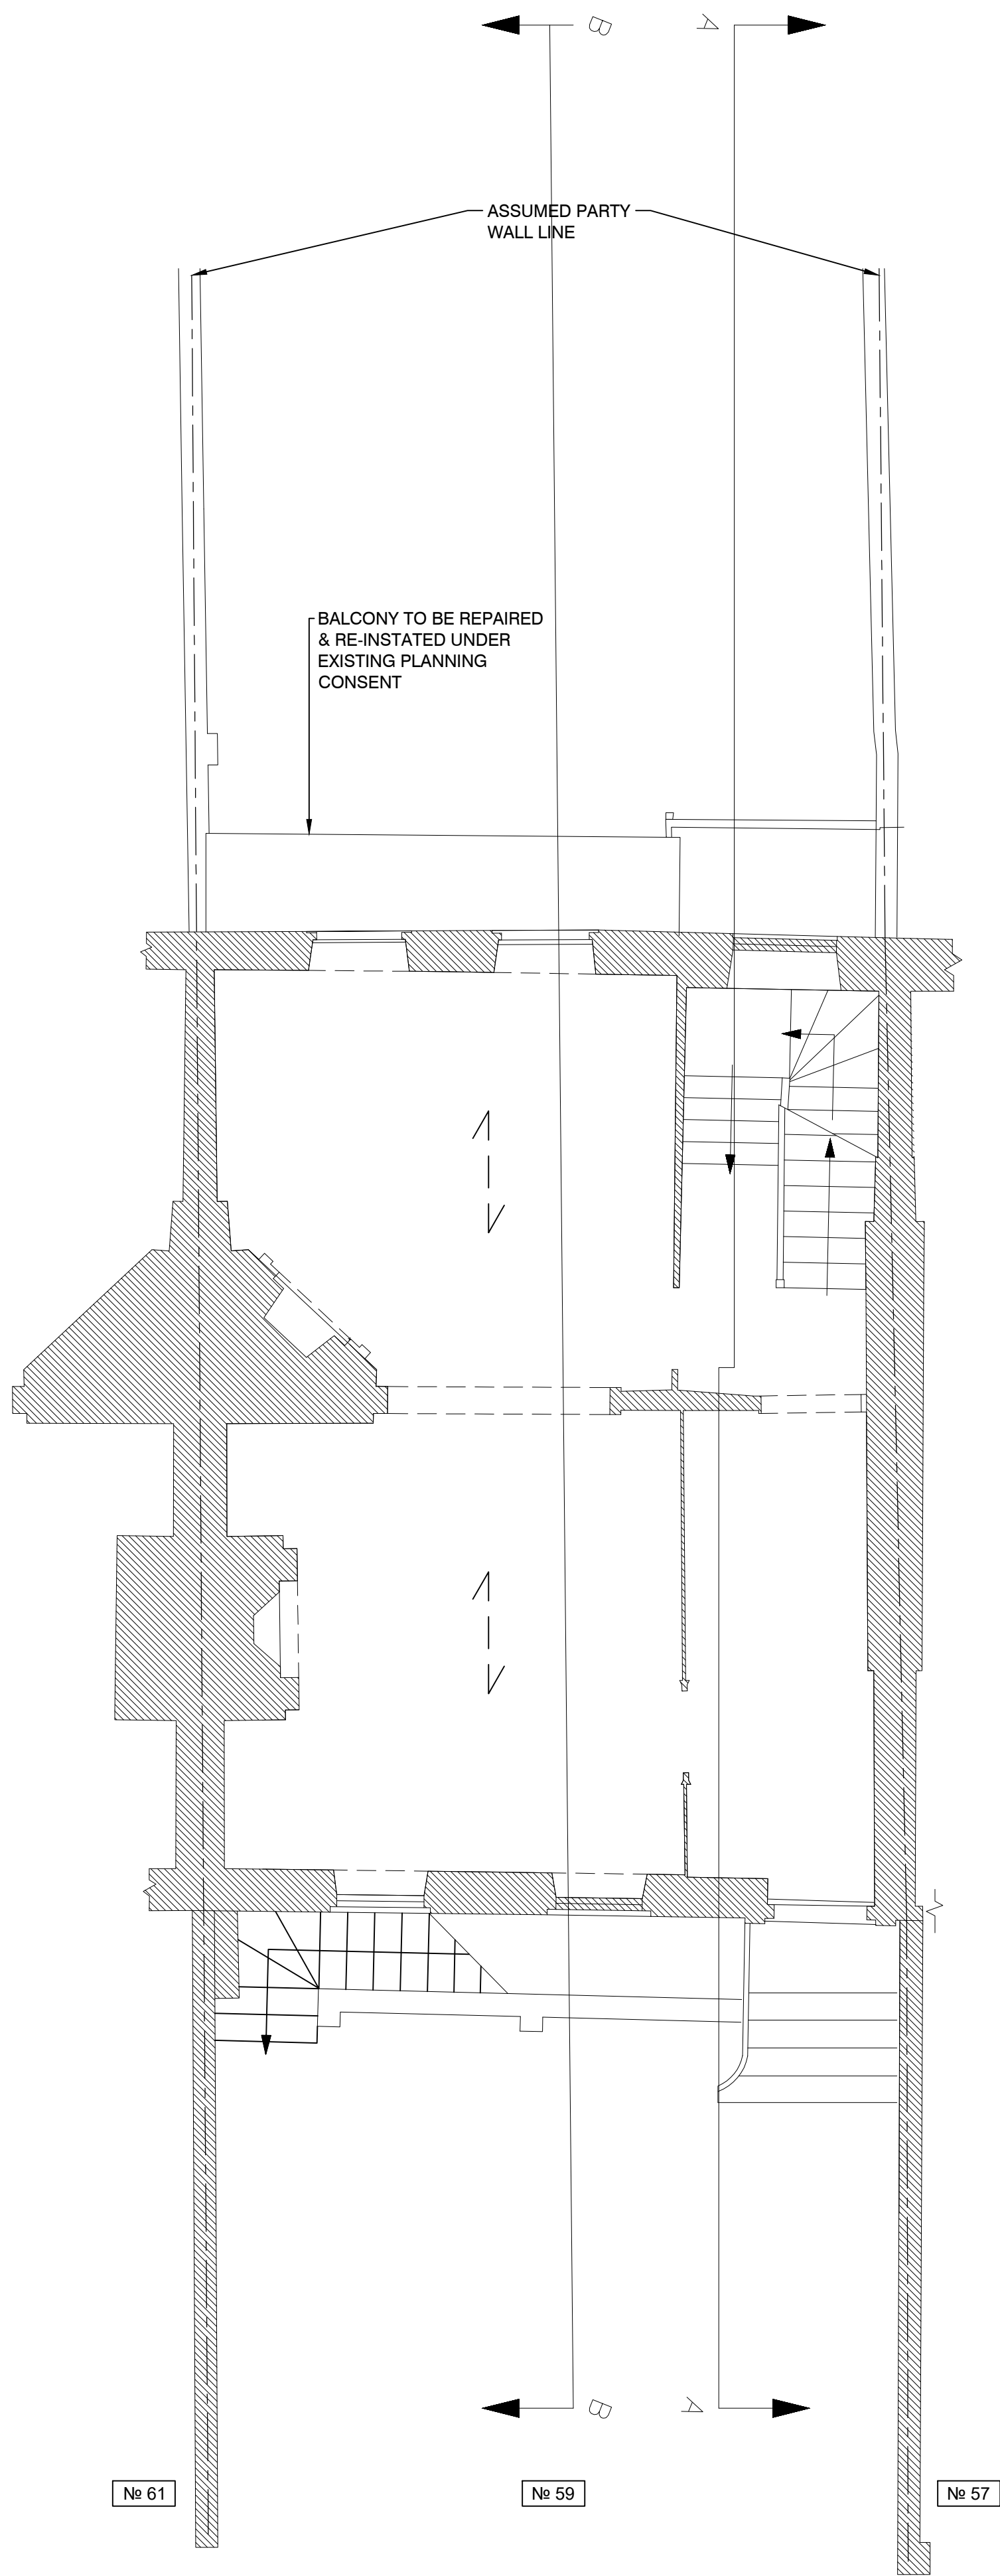 B
A
ASSUMED PARTY
WALL LINE
BALCONY TO BE REPAIRED
& RE-INSTATED UNDER
EXISTING PLANNING
CONSENT
B
A
№ 61
№ 59
№ 57